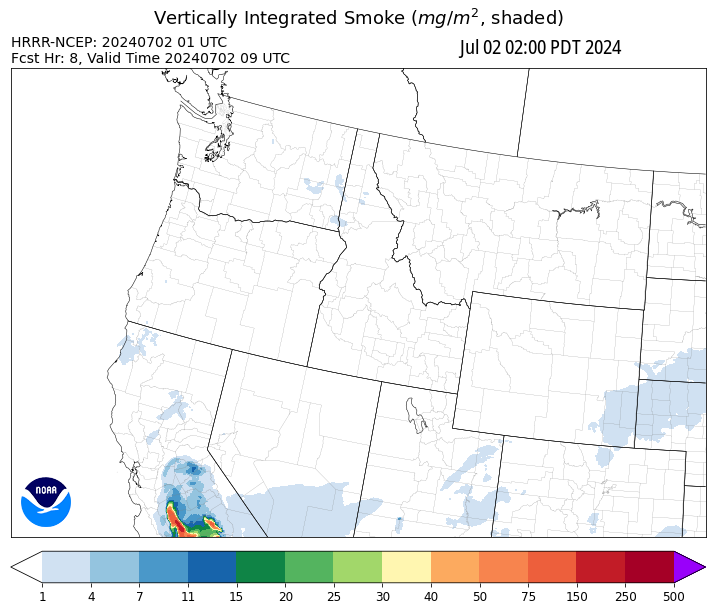 Vertically Integrated Smoke (mg/m², shaded)
HRRR-NCEP: 20240702 01 UTC
Jul 02 02:00 PDT 2024
Fcst Hr: 8, Valid Time 20240702 09 UTC
NOAA
1 4 7 11 15 20 25 30 40 50 75 150 250 500